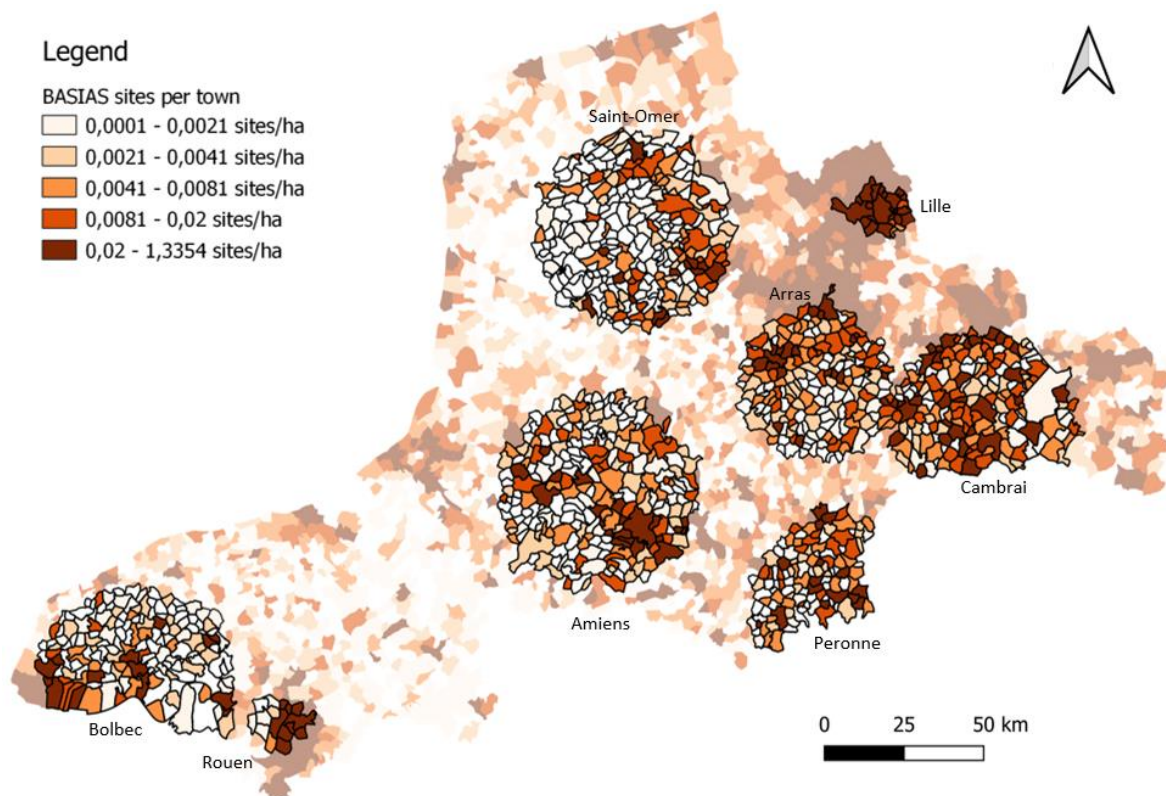 Legend
BASIAS sites per town
0,0001 - 0,0021 sites/ha
0,0021 - 0,0041 sites/ha
0,0041 - 0,0081 sites/ha
0,0081 - 0,02 sites/ha
0,02 - 1,3354 sites/ha
Saint-Omer
Lille
Arras
Cambrai
Amiens
Peronne
Bolbec
Rouen
0 25 50 km